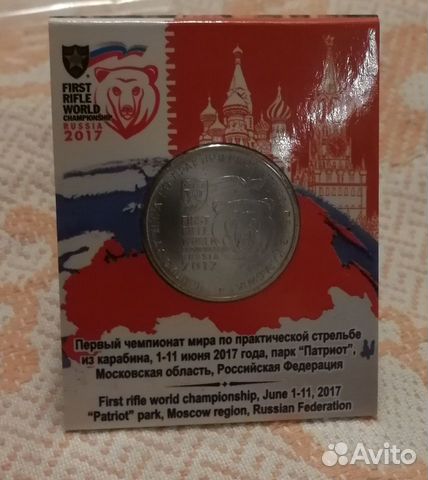 FIRST
RIFLE
WORLD
CHAMPIONSHIP
RUSSIA
2017
FIRST
RIFLE
WORLD
CHAMPIONSHIP
RUSSIA
2017
Первый чемпионат мира по практической стрельбе
из карабина, 1-11 июня 2017 года, парк "Патриот",
Московская область, Российская Федерация
First rifle world championship, June 1-11, 2017
"Patriot" park, Moscow region, Russian Federation
Avito